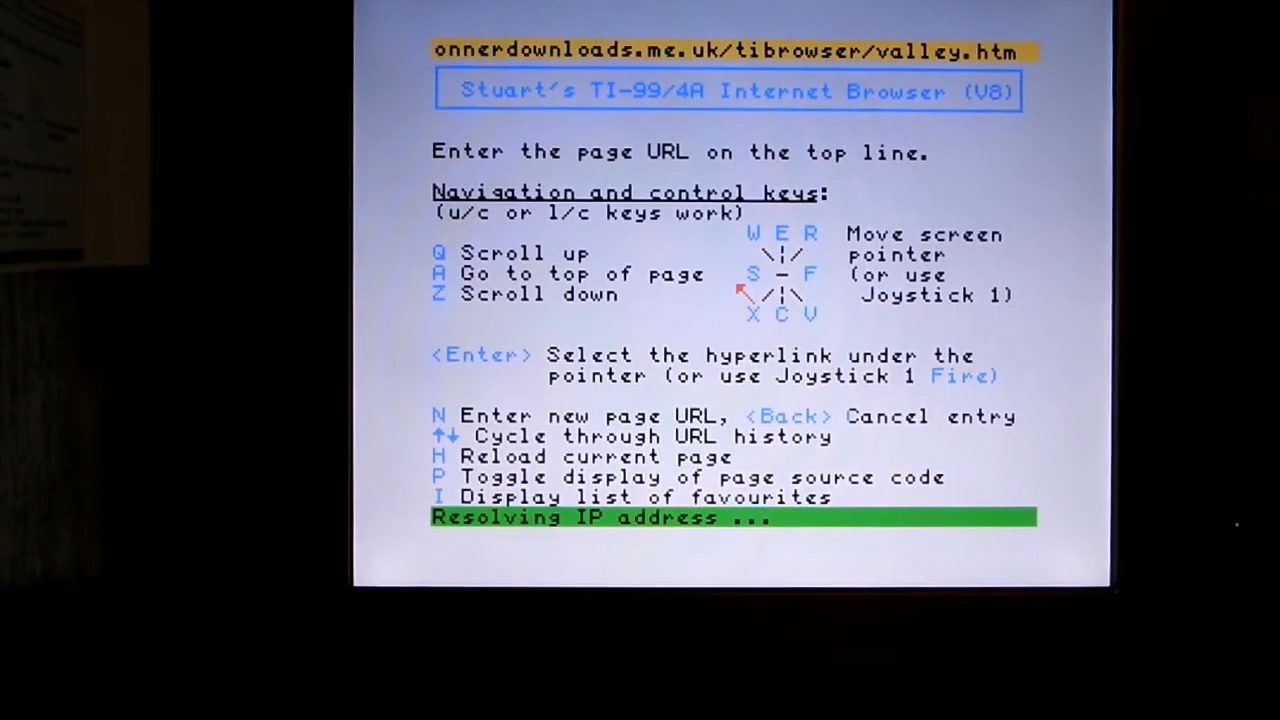 onnerdownloads.me.uk/tibrowser/valley.htm
Stuart's TI-99/4A Internet Browser (V8)
Enter the page URL on the top line.
Navigation and control keys:
(u/c or l/c keys work)
W E R Move screen
Q Scroll up pointer
A Go to top of page S - F (or use
Z Scroll down Joystick 1)
X C V
<Enter> Select the hyperlink under the
pointer (or use Joystick 1 Fire)
N Enter new page URL, <Back> Cancel entry
↑↓ Cycle through URL history
H Reload current page
P Toggle display of page source code
I Display list of favourites
Resolving IP address ...